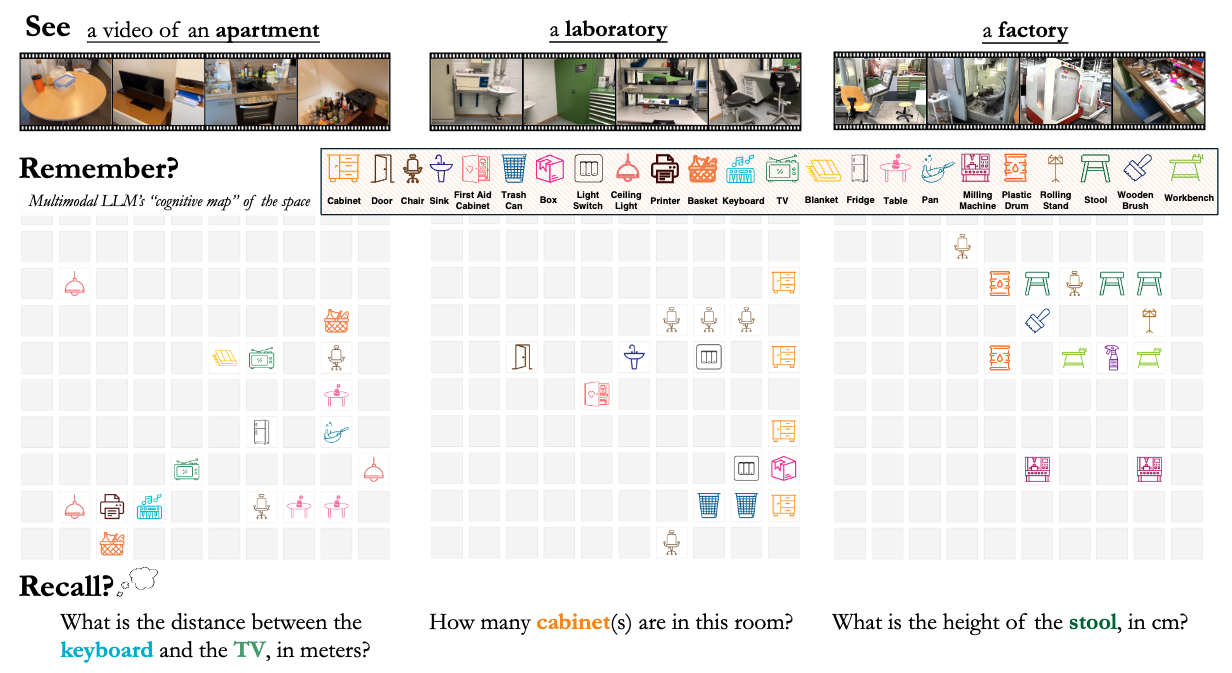 See a video of an apartment
a laboratory
a factory
Remember?
Multimodal LLM's "cognitive map" of the space
Cabinet
Door
Chair
Sink
First Aid
Cabinet
Trash
Can
Box
Light
Switch
Ceiling
Light
Printer
Basket
Keyboard
TV
Blanket
Fridge
Table
Pan
Milling
Machine
Plastic
Drum
Rolling
Stand
Stool
Wooden
Brush
Workbench
Recall?
What is the distance between the
keyboard and the TV, in meters?
How many cabinet(s) are in this room?
What is the height of the stool, in cm?